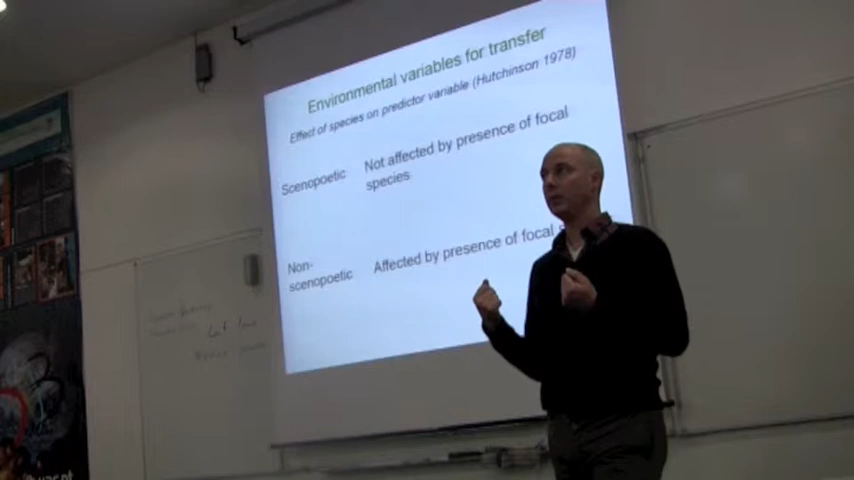 Environmental variables for transfer
Effect of species on predictor variable (Hutchinson 1978)
Scenopoetic
Not affected by presence of focal
species
Non-
scenopoetic
Affected by presence of focal